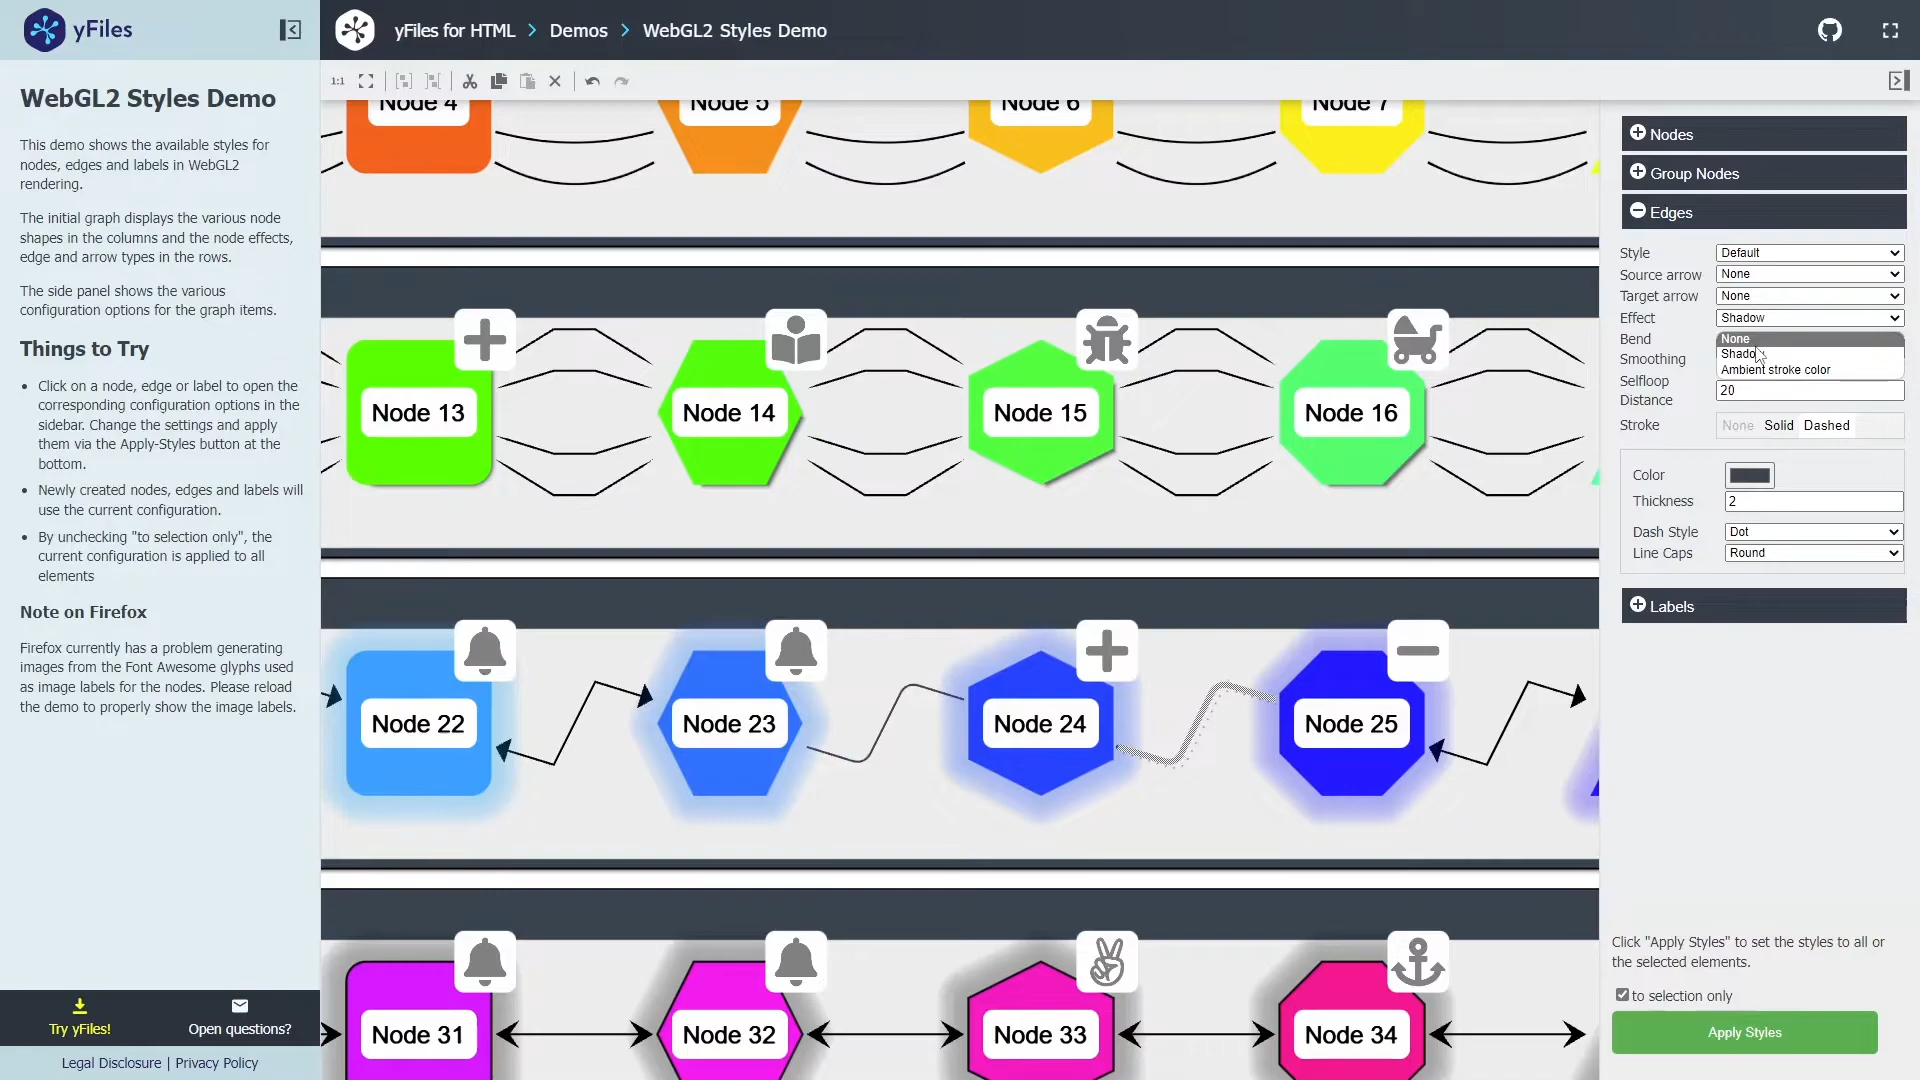 yFiles
yFiles for HTML
Demos
WebGL2 Styles Demo
1:1
WebGL2 Styles Demo
This demo shows the available styles for
nodes, edges and labels in WebGL2
rendering.
The initial graph displays the various node
shapes in the columns and the node effects,
edge and arrow types in the rows.
The side panel shows the various
configuration options for the graph items.
Things to Try
Click on a node, edge or label to open the
corresponding configuration options in the
sidebar. Change the settings and apply
them via the Apply-Styles button at the
bottom.
Newly created nodes, edges and labels will
use the current configuration.
By unchecking "to selection only", the
current configuration is applied to all
elements
Note on Firefox
Firefox currently has a problem generating
images from the Font Awesome glyphs used
as image labels for the nodes. Please reload
the demo to properly show the image labels.
Try yFiles!
Open questions?
Legal Disclosure | Privacy Policy
Node 4
Node 5
Node 6
Node 7
Node 13
Node 14
Node 15
Node 16
Node 22
Node 23
Node 24
Node 25
Node 31
Node 32
Node 33
Node 34
Nodes
Group Nodes
Edges
Style Default
Source arrow None
Target arrow None
Effect Shadow
Bend None
Smoothing Shado
Ambient stroke color
Selfloop
Distance
20
Stroke None Solid Dashed
Color
Thickness 2
Dash Style Dot
Line Caps Round
Labels
Click "Apply Styles" to set the styles to all or
the selected elements.
to selection only
Apply Styles